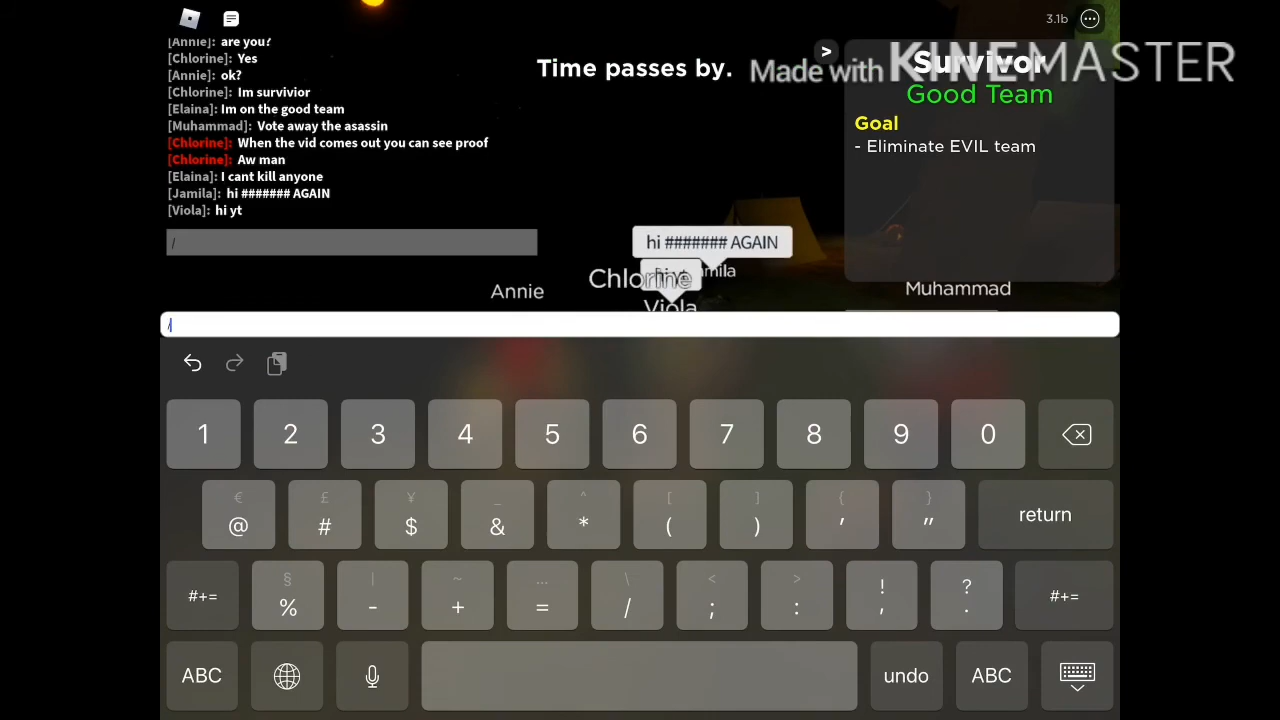 3.1b
[Annie]: are you?
[Chlorine]: Yes
[Annie]: ok?
[Chlorine]: Im survivior
[Elaina]: Im on the good team
[Muhammad]: Vote away the asassin
[Chlorine]: When the vid comes out you can see proof
[Chlorine]: Aw man
[Elaina]: I cant kill anyone
[Jamila]: hi ####### AGAIN
[Viola]: hi yt
/
Time passes by.
>
Made with KINEMASTER
Survivor
Good Team
Goal
- Eliminate EVIL team
hi ####### AGAIN
hi yt
Annie
Chlorine
Viola
Muhammad
/
1 2 3 4 5 6 7 8 9 0
€ £ ¥ _ ^ [ ] { }
@ # $ & * ( ) ' " return
§ | ~ … \ < > ! ?
#+= % - + = / ; : , . #+=
ABC undo ABC